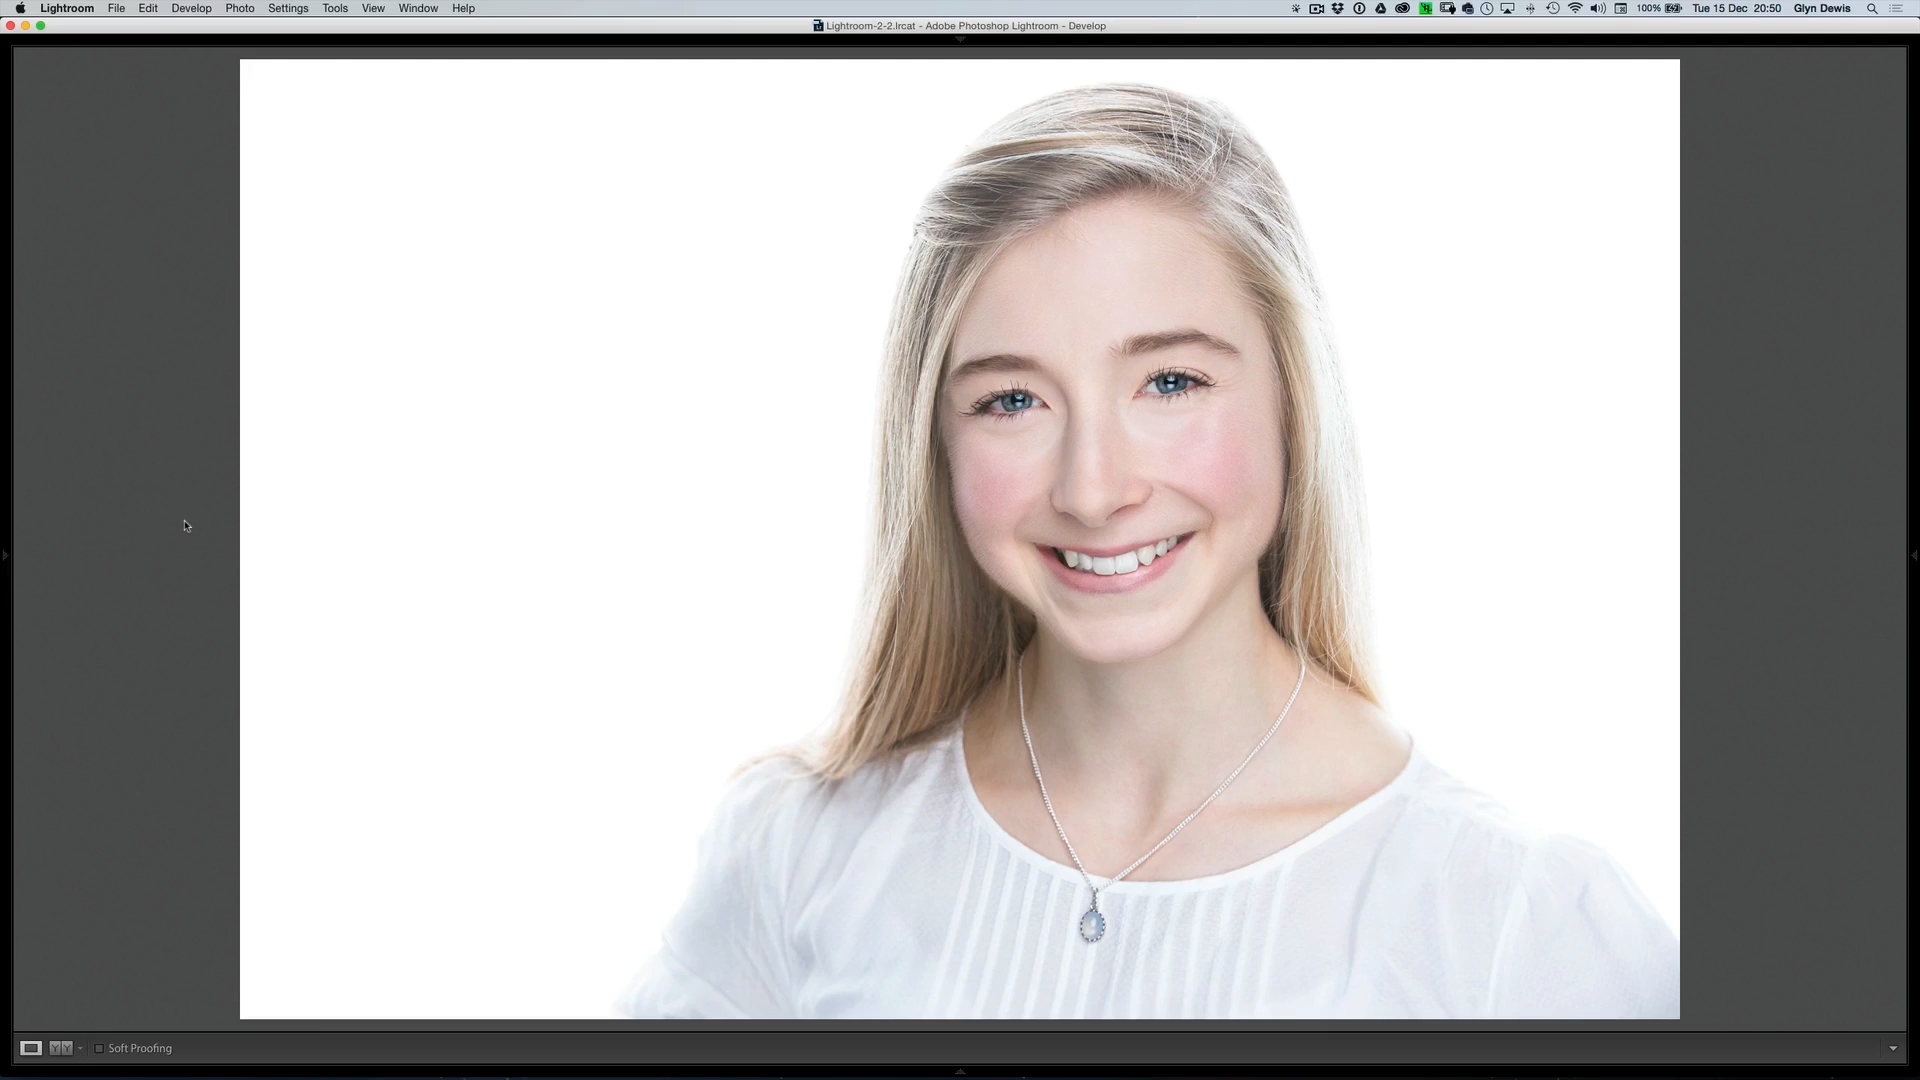 Lightroom File Edit Develop Photo Settings Tools View Window Help 100% Tue 15 Dec 20:50 Glyn Dewis
Lightroom-2-2.lrcat - Adobe Photoshop Lightroom - Develop
YY Soft Proofing